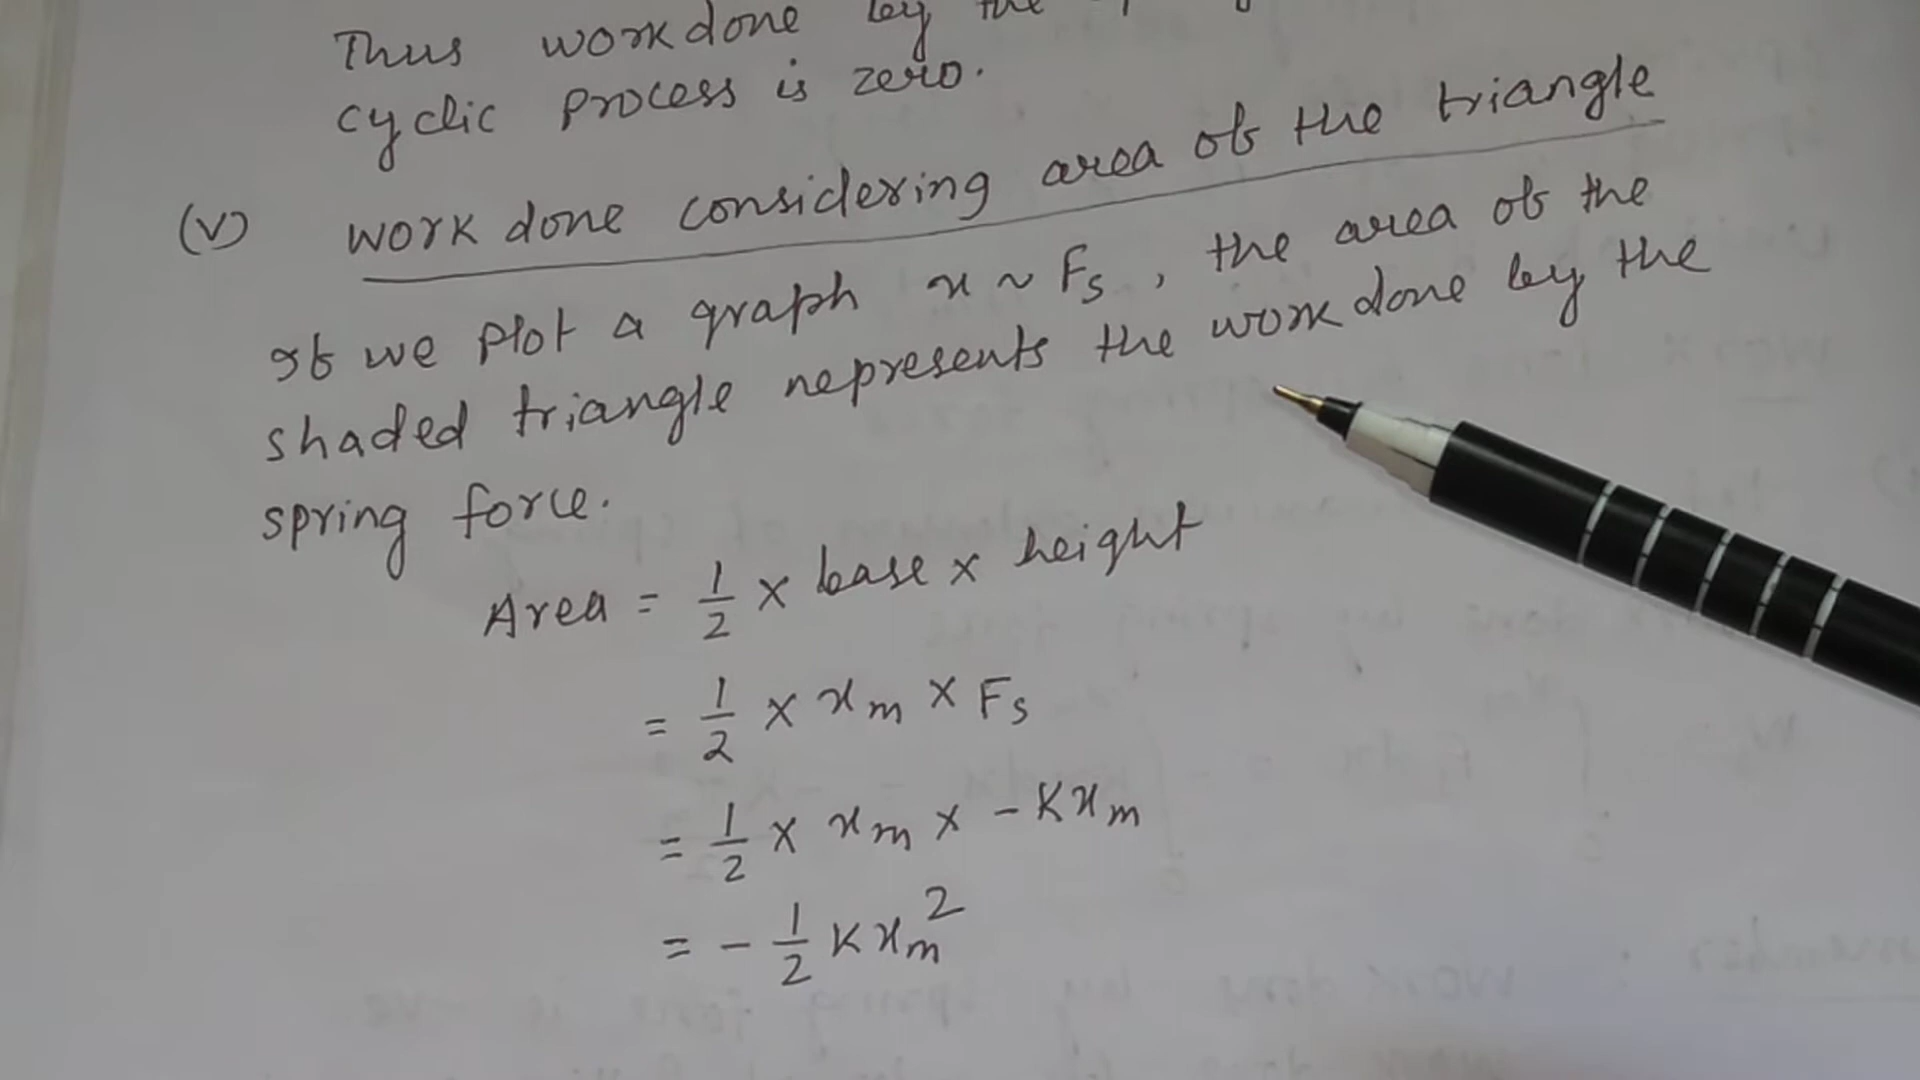 Thus workdone by the
cyclic process is zero.
(v) work done considering area of the triangle
If we plot a graph x ~ Fs, the area of the
shaded triangle represents the work done by the
spring force.
Area = 1/2 × base × height
= 1/2 × xm × Fs
= 1/2 × xm × -Kxm
= - 1/2 Kxm²